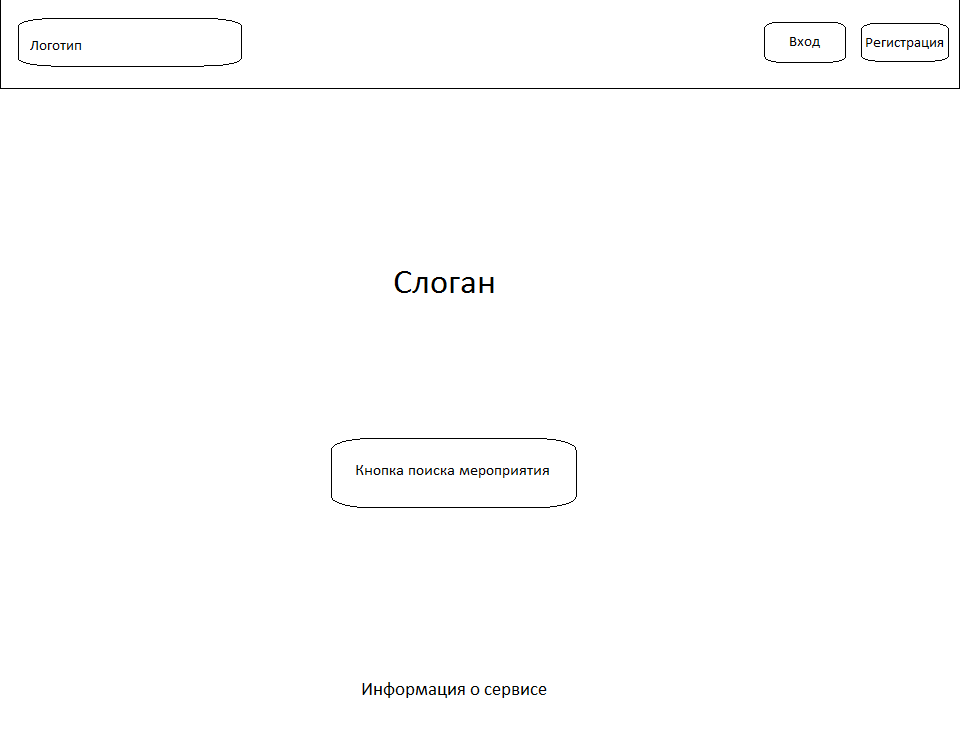 Логотип
Вход
Регистрация
Слоган
Кнопка поиска мероприятия
Информация о сервисе